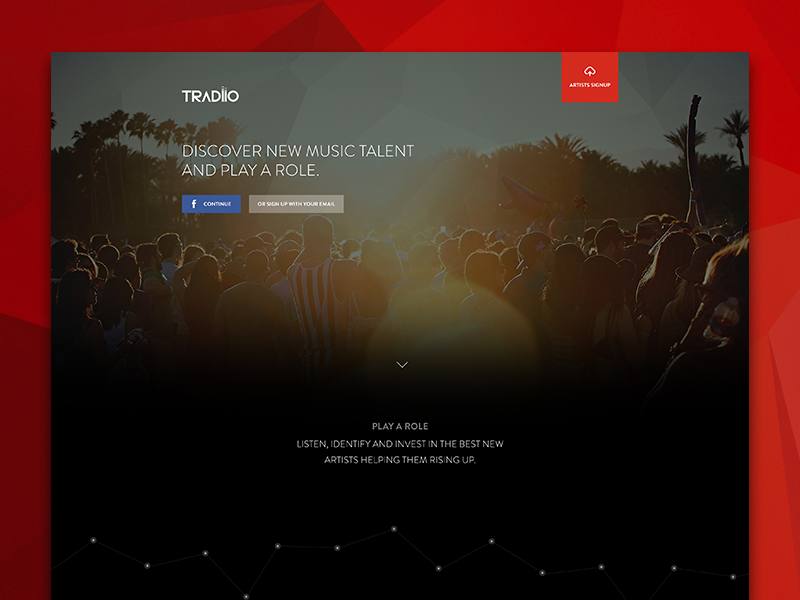 TRADIIO
ARTISTS SIGNUP
DISCOVER NEW MUSIC TALENT
AND PLAY A ROLE.
f CONTINUE
OR SIGN UP WITH YOUR EMAIL
PLAY A ROLE
LISTEN, IDENTIFY AND INVEST IN THE BEST NEW
ARTISTS HELPING THEM RISING UP.